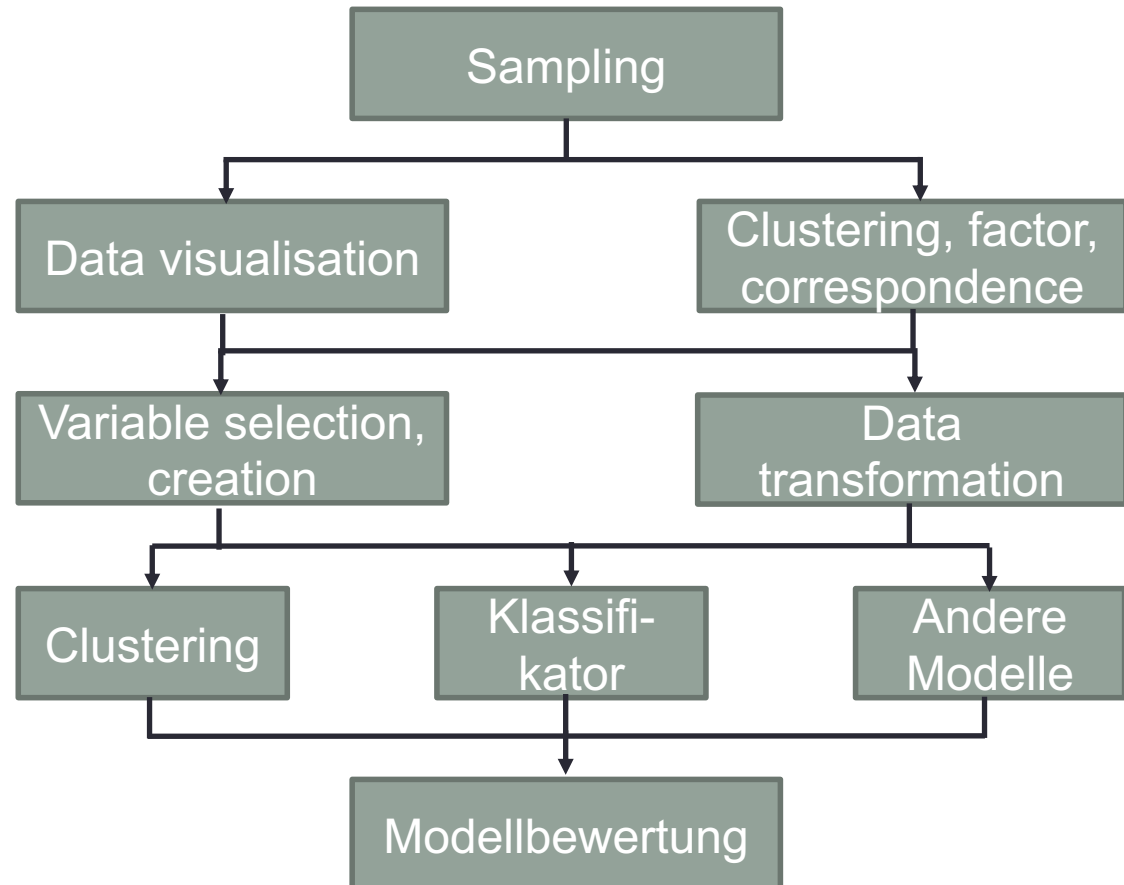 Sampling
Data visualisation
Clustering, factor,
correspondence
Variable selection,
creation
Data
transformation
Clustering
Klassifi-
kator
Andere
Modelle
Modellbewertung